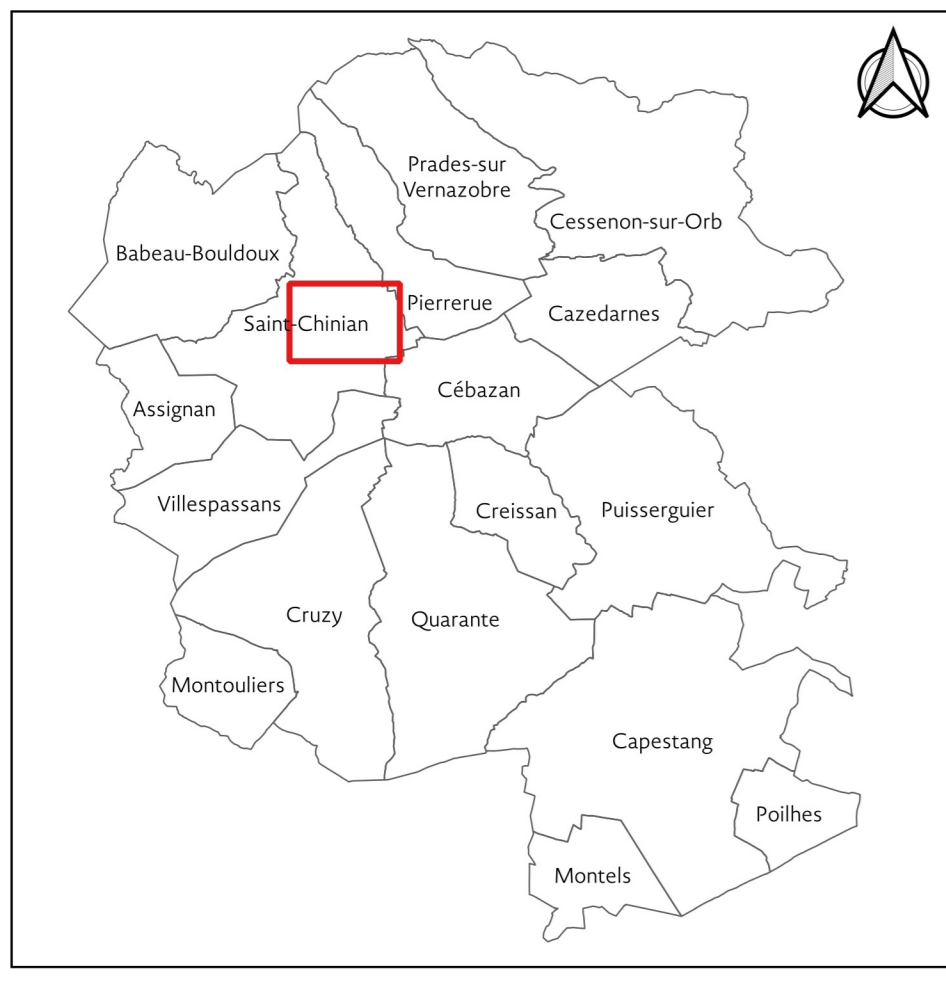 Prades-sur
Vernazobre
Cessenon-sur-Orb
Babeau-Bouldoux
Pierrerue
Cazedarnes
Saint-Chinian
Cébazan
Assignan
Villespassans
Creissan
Puisserguier
Cruzy
Quarante
Montouliers
Capestang
Poilhes
Montels